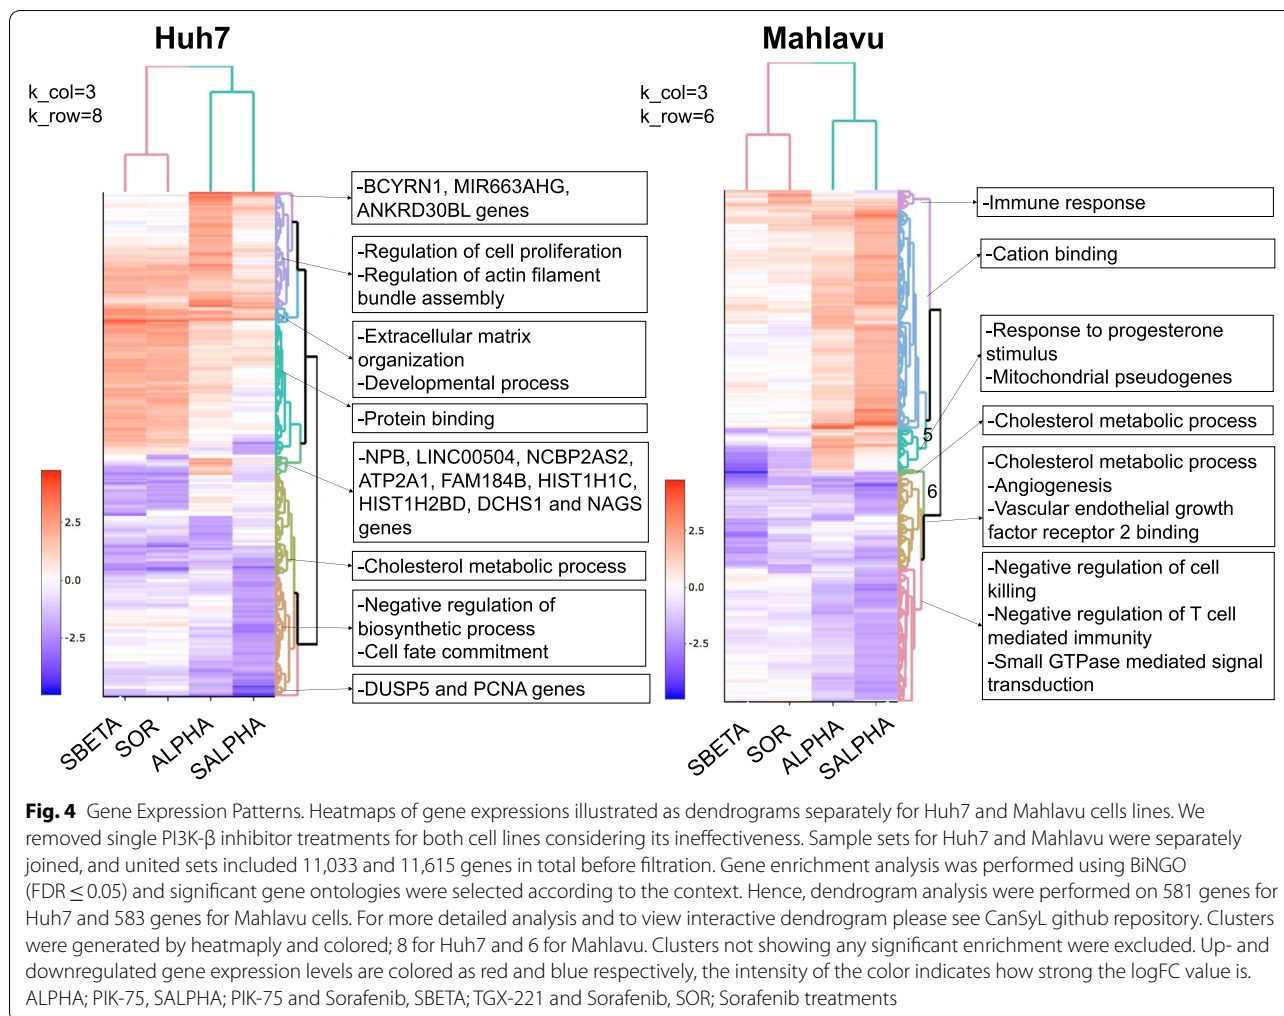 Huh7
k_col=3
k_row=8
-BCYRN1, MIR663AHG,
ANKRD30BL genes
-Regulation of cell proliferation
-Regulation of actin filament
bundle assembly
-Extracellular matrix
organization
-Developmental process
-Protein binding
-NPB, LINC00504, NCBP2AS2,
ATP2A1, FAM184B, HIST1H1C,
HIST1H2BD, DCHS1 and NAGS
genes
-Cholesterol metabolic process
-Negative regulation of
biosynthetic process
-Cell fate commitment
-DUSP5 and PCNA genes
2.5
0.0
-2.5
SBETA
SOR
ALPHA
SALPHA
Mahlavu
k_col=3
k_row=6
-Immune response
-Cation binding
-Response to progesterone
stimulus
-Mitochondrial pseudogenes
-Cholesterol metabolic process
-Cholesterol metabolic process
-Angiogenesis
-Vascular endothelial growth
factor receptor 2 binding
-Negative regulation of cell
killing
-Negative regulation of T cell
mediated immunity
-Small GTPase mediated signal
transduction
5
6
2.5
0.0
-2.5
SBETA
SOR
ALPHA
SALPHA
Fig. 4 Gene Expression Patterns. Heatmaps of gene expressions illustrated as dendrograms separately for Huh7 and Mahlavu cells lines. We
removed single PI3K-β inhibitor treatments for both cell lines considering its ineffectiveness. Sample sets for Huh7 and Mahlavu were separately
joined, and united sets included 11,033 and 11,615 genes in total before filtration. Gene enrichment analysis was performed using BiNGO
(FDR ≤ 0.05) and significant gene ontologies were selected according to the context. Hence, dendrogram analysis were performed on 581 genes for
Huh7 and 583 genes for Mahlavu cells. For more detailed analysis and to view interactive dendrogram please see CanSyL github repository. Clusters
were generated by heatmaply and colored; 8 for Huh7 and 6 for Mahlavu. Clusters not showing any significant enrichment were excluded. Up- and
downregulated gene expression levels are colored as red and blue respectively, the intensity of the color indicates how strong the logFC value is.
ALPHA; PIK-75, SALPHA; PIK-75 and Sorafenib, SBETA; TGX-221 and Sorafenib, SOR; Sorafenib treatments